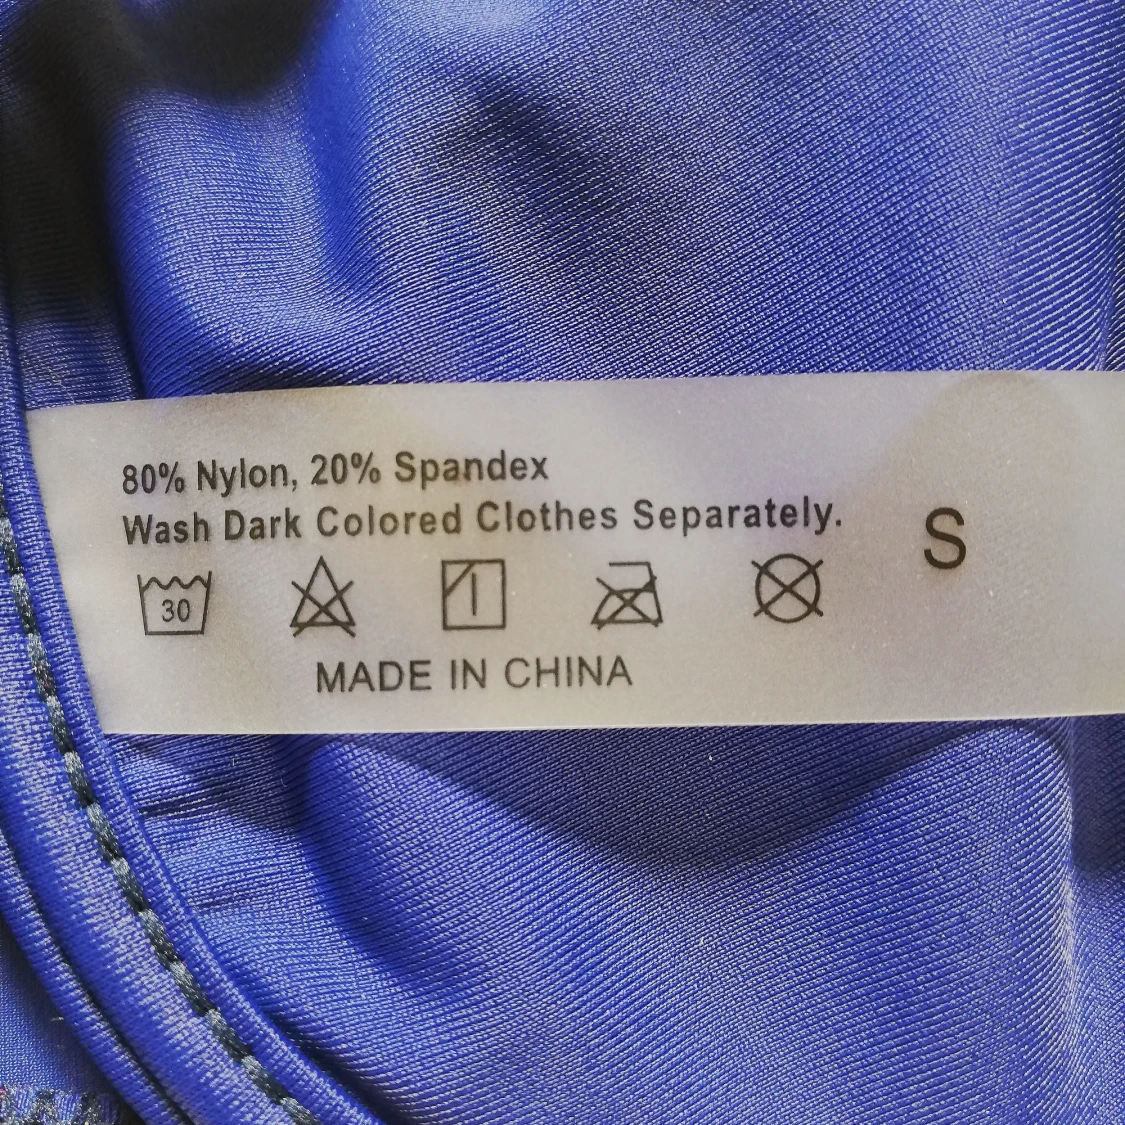 80% Nylon, 20% Spandex
Wash Dark Colored Clothes Separately.
S
30
MADE IN CHINA